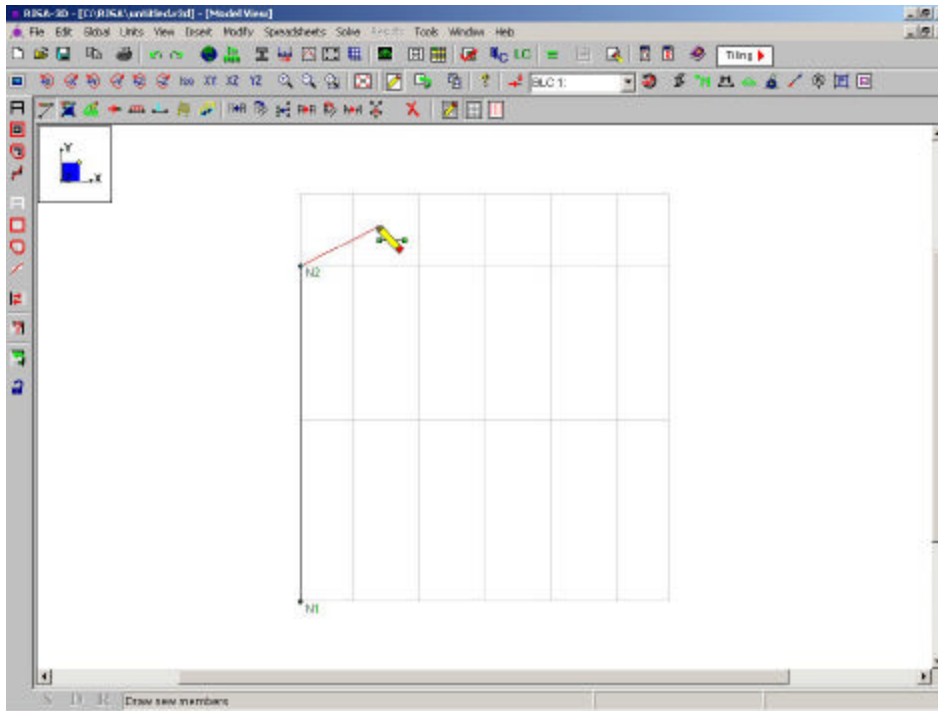 RISA-3D - [C:\RISA\untitled.r3d] - [Model View]
File Edit Global Units View Insert Modify Spreadsheets Solve Results Tools Window Help
LC Tiling
Iso XY XZ YZ BLC 1:
Y
X
N2
N1
S D R Draw new members